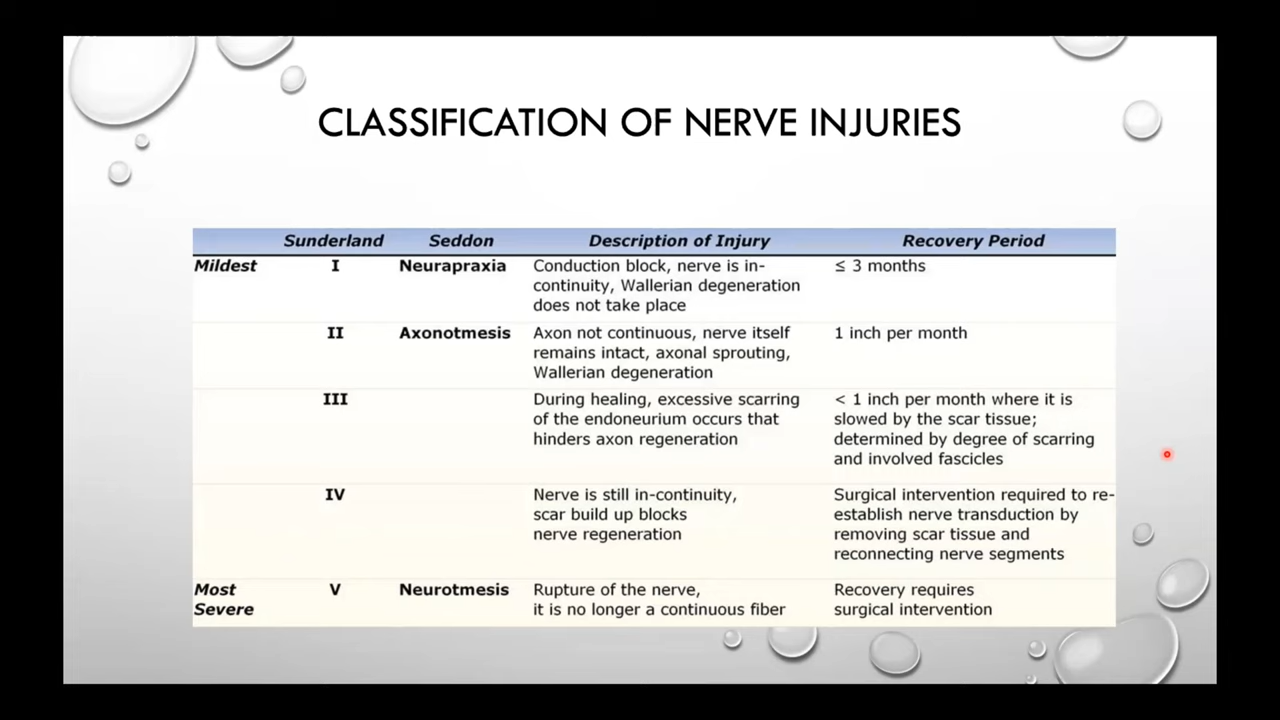 CLASSIFICATION OF NERVE INJURIES
Sunderland Seddon Description of Injury Recovery Period
Mildest I Neurapraxia Conduction block, nerve is in- ≤ 3 months
continuity, Wallerian degeneration
does not take place
II Axonotmesis Axon not continuous, nerve itself 1 inch per month
remains intact, axonal sprouting,
Wallerian degeneration
III During healing, excessive scarring < 1 inch per month where it is
of the endoneurium occurs that slowed by the scar tissue;
hinders axon regeneration determined by degree of scarring
and involved fascicles
IV Nerve is still in-continuity, Surgical intervention required to re-
scar build up blocks establish nerve transduction by
nerve regeneration removing scar tissue and
reconnecting nerve segments
Most V Neurotmesis Rupture of the nerve, Recovery requires
Severe it is no longer a continuous fiber surgical intervention